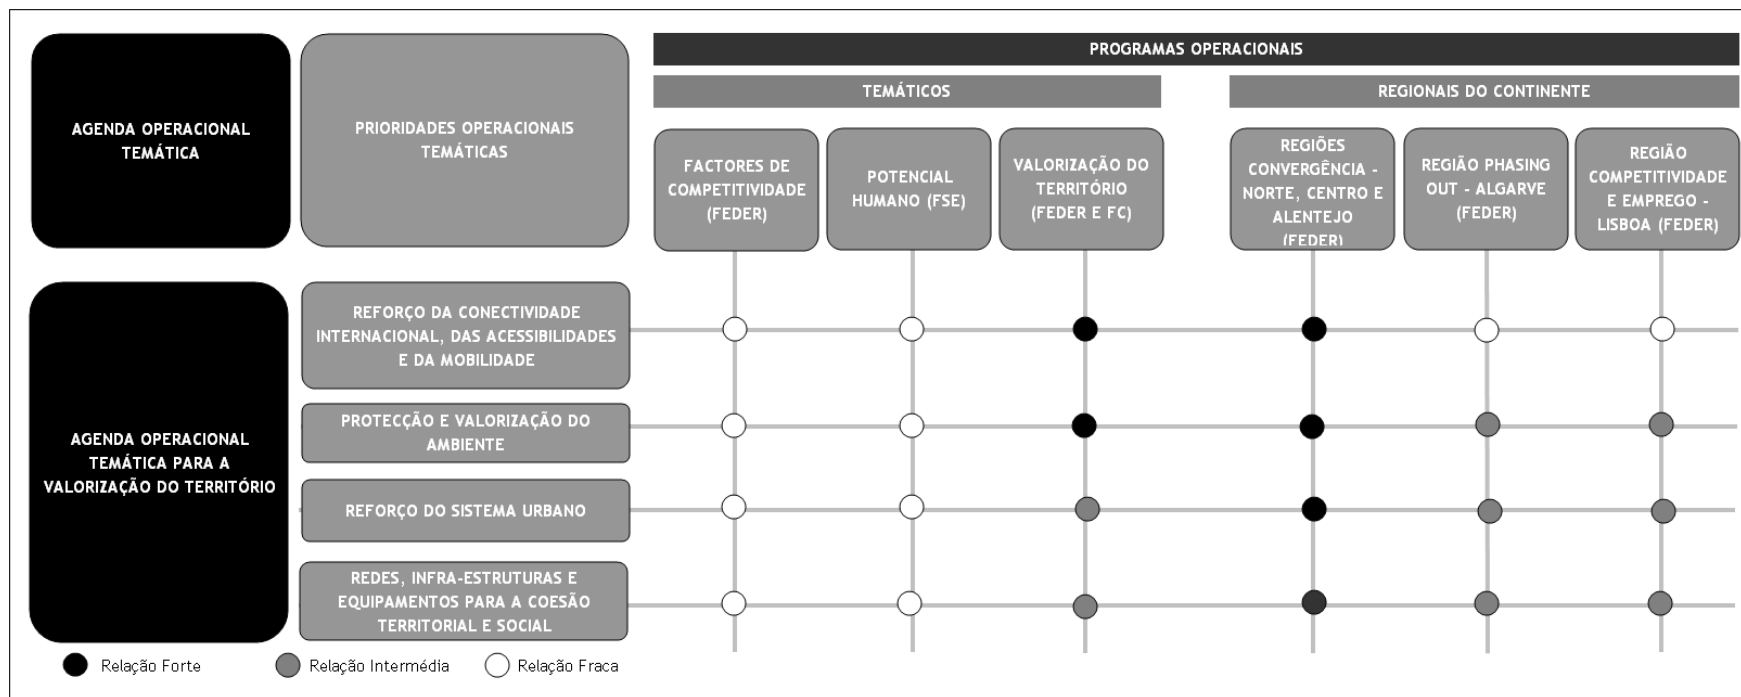 AGENDA OPERACIONAL
TEMÁTICA
PRIORIDADES OPERACIONAIS
TEMÁTICAS
PROGRAMAS OPERACIONAIS
TEMÁTICOS
REGIONAIS DO CONTINENTE
FACTORES DE
COMPETITIVIDADE
(FEDER)
POTENCIAL
HUMANO (FSE)
VALORIZAÇÃO DO
TERRITÓRIO
(FEDER E FC)
REGIÕES
CONVERGÊNCIA -
NORTE, CENTRO E
ALENTEJO
(FEDER)
REGIÃO PHASING
OUT - ALGARVE
(FEDER)
REGIÃO
COMPETITIVIDADE
E EMPREGO -
LISBOA (FEDER)
AGENDA OPERACIONAL
TEMÁTICA PARA A
VALORIZAÇÃO DO TERRITÓRIO
REFORÇO DA CONECTIVIDADE
INTERNACIONAL, DAS ACESSIBILIDADES
E DA MOBILIDADE
PROTECÇÃO E VALORIZAÇÃO DO
AMBIENTE
REFORÇO DO SISTEMA URBANO
REDES, INFRA-ESTRUTURAS E
EQUIPAMENTOS PARA A COESÃO
TERRITORIAL E SOCIAL
Relação Forte
Relação Intermédia
Relação Fraca